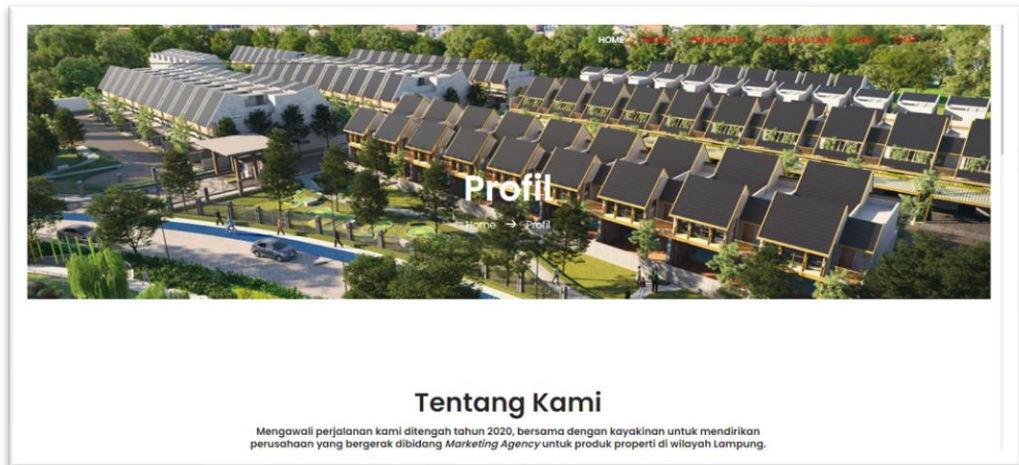 HOME
Profil
Home → Profil
Tentang Kami
Mengawali perjalanan kami ditengah tahun 2020, bersama dengan kayakinan untuk mendirikan
perusahaan yang bergerak dibidang Marketing Agency untuk produk properti di wilayah Lampung.